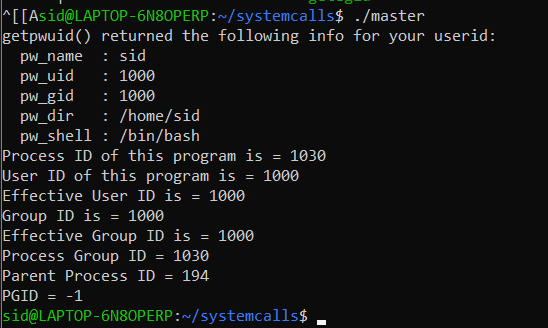 ^[[Asid@LAPTOP-6N8OPERP:~/systemcalls$ ./master
getpwuid() returned the following info for your userid:
  pw_name  : sid
  pw_uid   : 1000
  pw_gid   : 1000
  pw_dir   : /home/sid
  pw_shell : /bin/bash
Process ID of this program is = 1030
User ID of this program is = 1000
Effective User ID is = 1000
Group ID is = 1000
Effective Group ID is = 1000
Process Group ID = 1030
Parent Process ID = 194
PGID = -1
sid@LAPTOP-6N8OPERP:~/systemcalls$